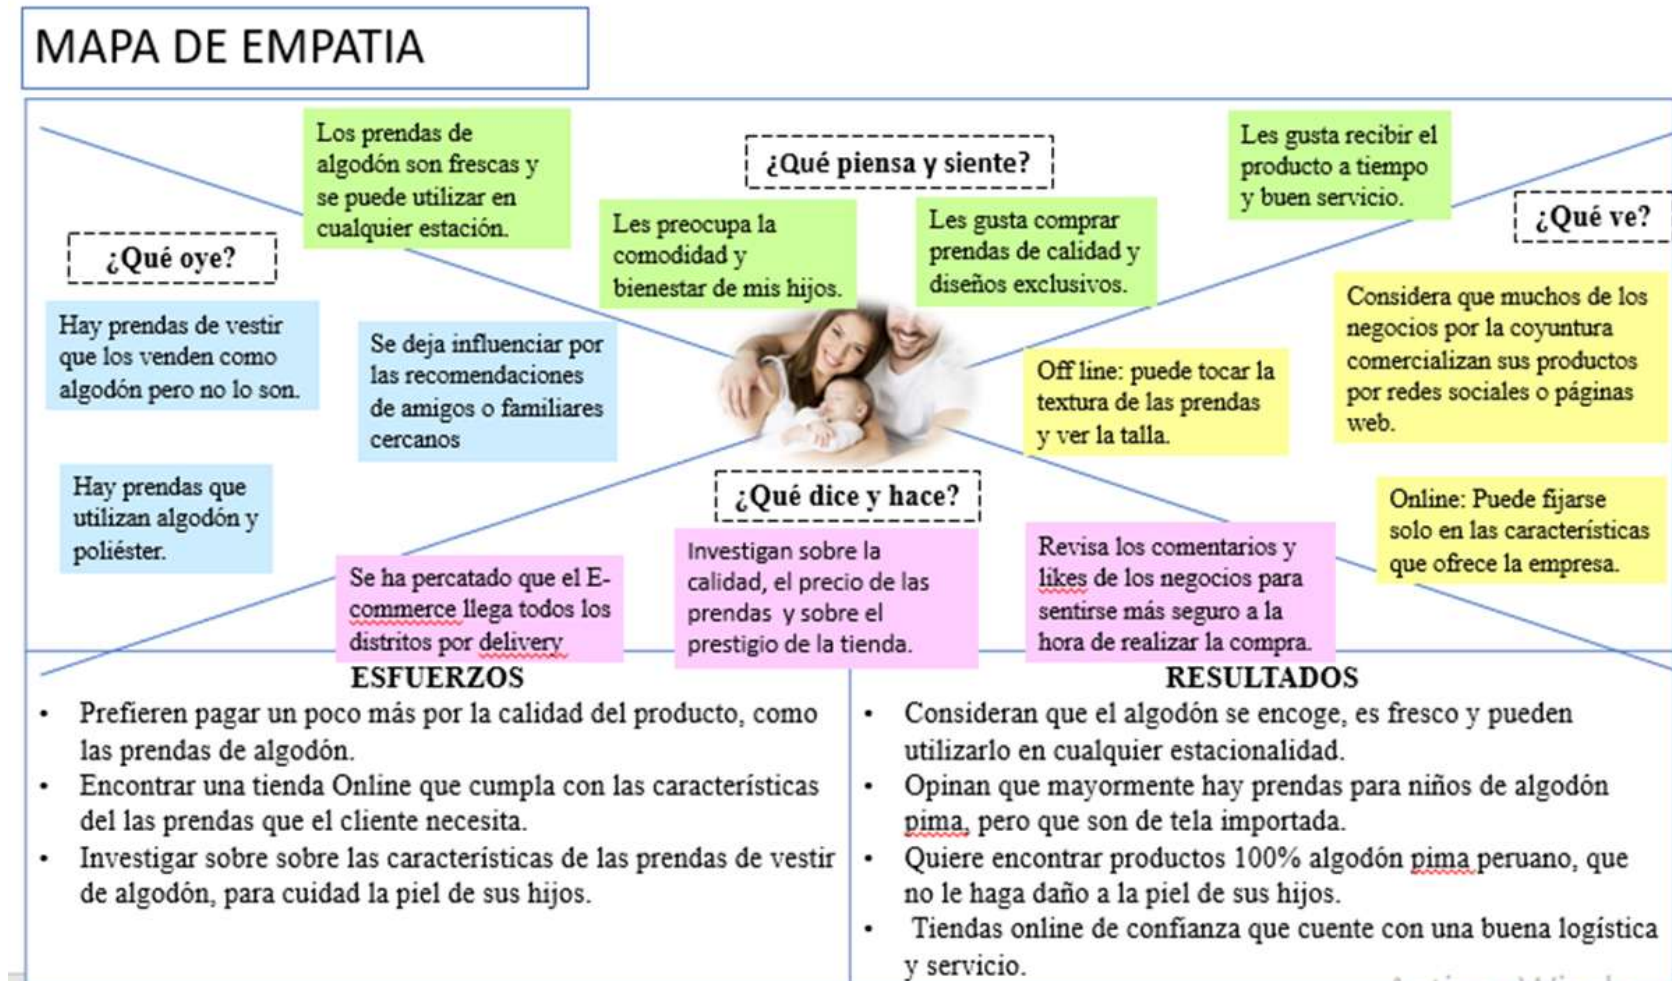 MAPA DE EMPATIA
Los prendas de
algodón son frescas y
se puede utilizar en
cualquier estación.
¿Qué piensa y siente?
Les preocupa la
comodidad y
bienestar de mis hijos.
Les gusta comprar
prendas de calidad y
diseños exclusivos.
Les gusta recibir el
producto a tiempo
y buen servicio.
¿Qué oye?
Hay prendas de vestir
que los venden como
algodón pero no lo son.
Se deja influenciar por
las recomendaciones
de amigos o familiares
cercanos
Hay prendas que
utilizan algodón y
poliéster.
¿Qué ve?
Considera que muchos de los
negocios por la coyuntura
comercializan sus productos
por redes sociales o páginas
web.
Off line: puede tocar la
textura de las prendas
y ver la talla.
Online: Puede fijarse
solo en las características
que ofrece la empresa.
¿Qué dice y hace?
Se ha percatado que el E-
commerce llega todos los
distritos por delivery
Investigan sobre la
calidad, el precio de las
prendas y sobre el
prestigio de la tienda.
Revisa los comentarios y
likes de los negocios para
sentirse más seguro a la
hora de realizar la compra.
ESFUERZOS
• Prefieren pagar un poco más por la calidad del producto, como
las prendas de algodón.
• Encontrar una tienda Online que cumpla con las características
del las prendas que el cliente necesita.
• Investigar sobre sobre las características de las prendas de vestir
de algodón, para cuidad la piel de sus hijos.
RESULTADOS
• Consideran que el algodón se encoge, es fresco y pueden
utilizarlo en cualquier estacionalidad.
• Opinan que mayormente hay prendas para niños de algodón
pima, pero que son de tela importada.
• Quiere encontrar productos 100% algodón pima peruano, que
no le haga daño a la piel de sus hijos.
• Tiendas online de confianza que cuente con una buena logística
y servicio.